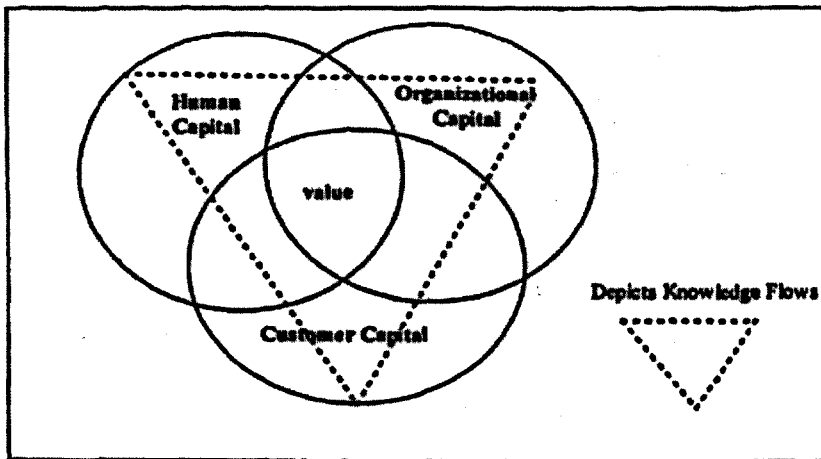 Human
Capital
Organizational
Capital
value
Customer Capital
Depicts Knowledge Flows